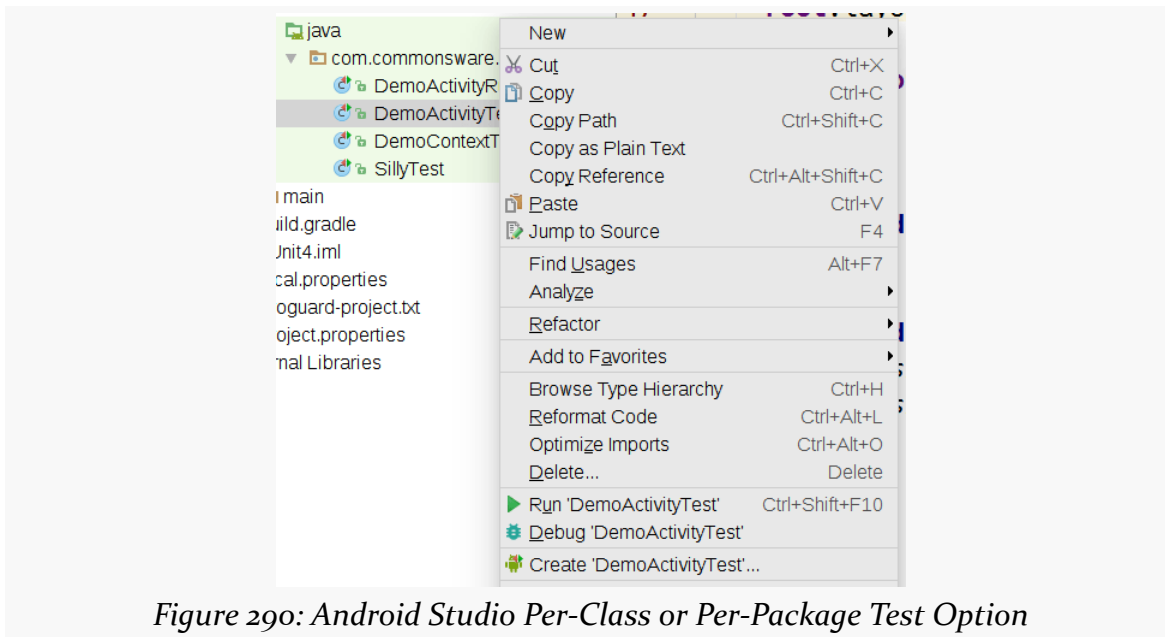 java
com.commonsware.
DemoActivityR
DemoActivityTe
DemoContextT
SillyTest
main
ild.gradle
Unit4.iml
cal.properties
oguard-project.txt
oject.properties
rnal Libraries
New
Cut Ctrl+X
Copy Ctrl+C
Copy Path Ctrl+Shift+C
Copy as Plain Text
Copy Reference Ctrl+Alt+Shift+C
Paste Ctrl+V
Jump to Source F4
Find Usages Alt+F7
Analyze
Refactor
Add to Favorites
Browse Type Hierarchy Ctrl+H
Reformat Code Ctrl+Alt+L
Optimize Imports Ctrl+Alt+O
Delete... Delete
Run 'DemoActivityTest' Ctrl+Shift+F10
Debug 'DemoActivityTest'
Create 'DemoActivityTest'...
Figure 290: Android Studio Per-Class or Per-Package Test Option